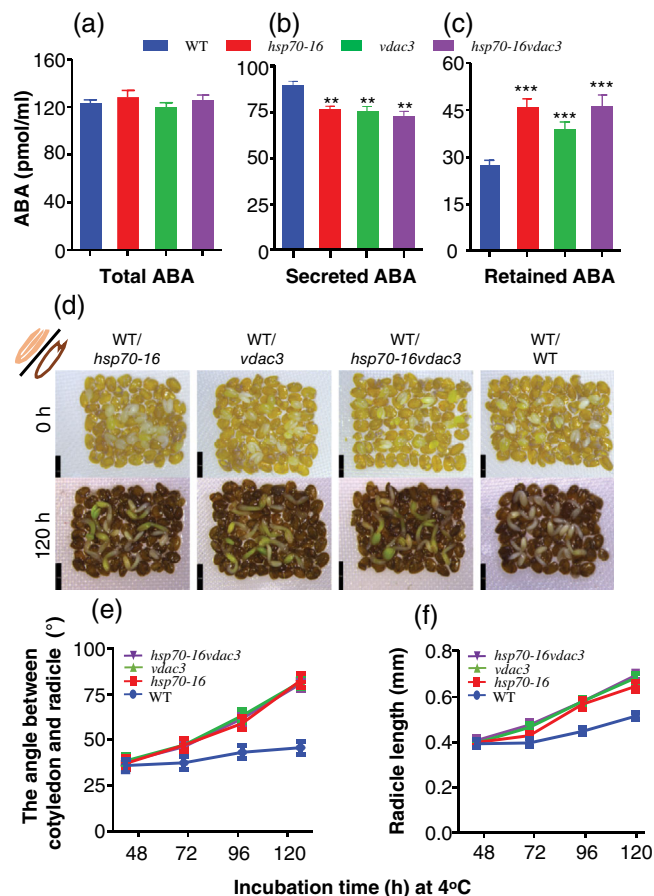 (a) (b) (c)
WT hsp70-16 vdac3 hsp70-16vdac3
ABA (pmol/ml)
160
120
80
40
0
Total ABA
100
75
50
25
0
** ** **
Secreted ABA
60
45
30
15
0
*** *** ***
Retained ABA
(d)
WT/ hsp70-16
WT/ vdac3
WT/ hsp70-16vdac3
WT/ WT
0 h
120 h
(e)
The angle between
cotyledon and radicle (°)
100
75
50
25
0
hsp70-16vdac3
vdac3
hsp70-16
WT
48 72 96 120
(f)
Radicle length (mm)
0.8
0.6
0.4
0.2
0.0
hsp70-16vdac3
vdac3
hsp70-16
WT
48 72 96 120
Incubation time (h) at 4ºC